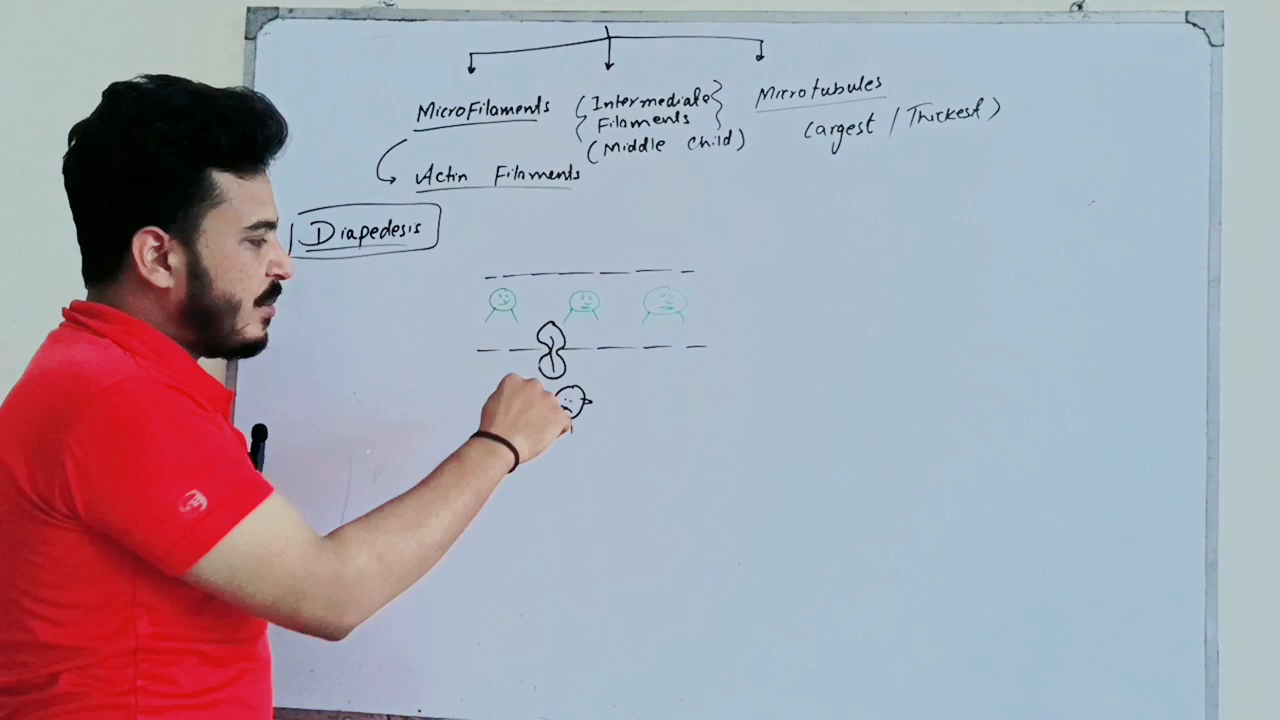 MicroFilaments
(Intermediate
Filaments
(Middle Child)
Microtubules
Largest / Thickest)
Actin Filaments
Diapedesis